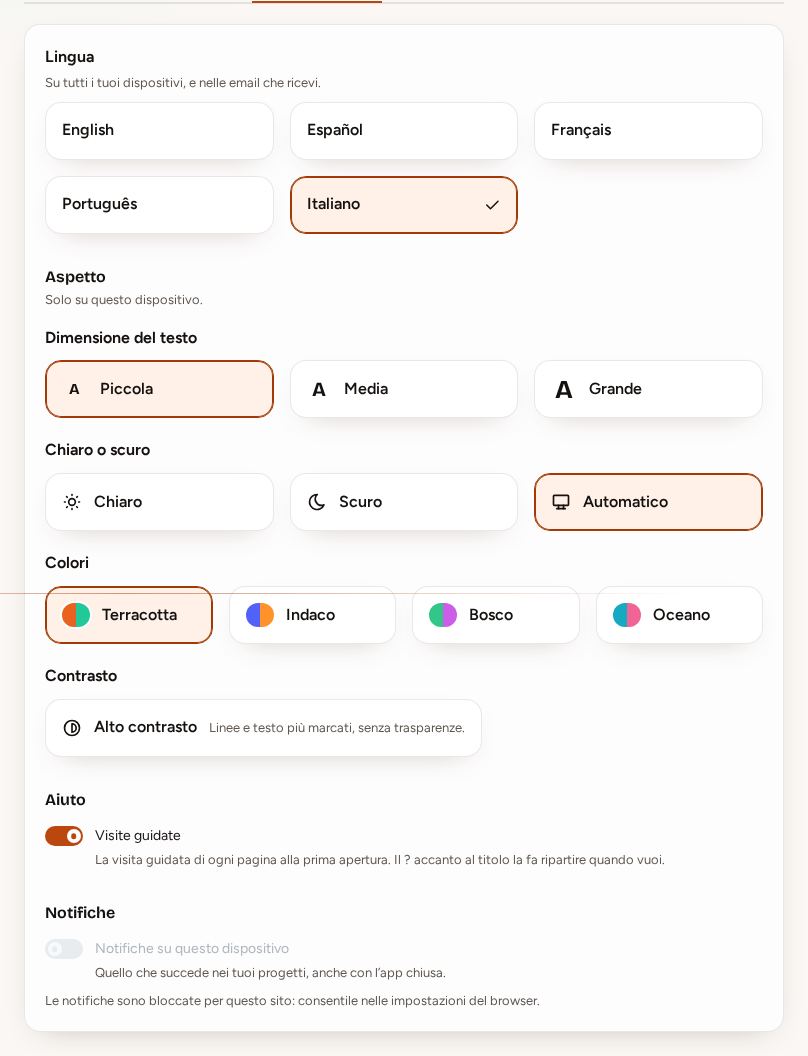 Lingua
Su tutti i tuoi dispositivi, e nelle email che ricevi.
English
Español
Français
Português
Italiano
Aspetto
Solo su questo dispositivo.
Dimensione del testo
A Piccola
A Media
A Grande
Chiaro o scuro
Chiaro
Scuro
Automatico
Colori
Terracotta
Indaco
Bosco
Oceano
Contrasto
Alto contrasto Linee e testo più marcati, senza trasparenze.
Aiuto
Visite guidate
La visita guidata di ogni pagina alla prima apertura. Il ? accanto al titolo la fa ripartire quando vuoi.
Notifiche
Notifiche su questo dispositivo
Quello che succede nei tuoi progetti, anche con l’app chiusa.
Le notifiche sono bloccate per questo sito: consentile nelle impostazioni del browser.